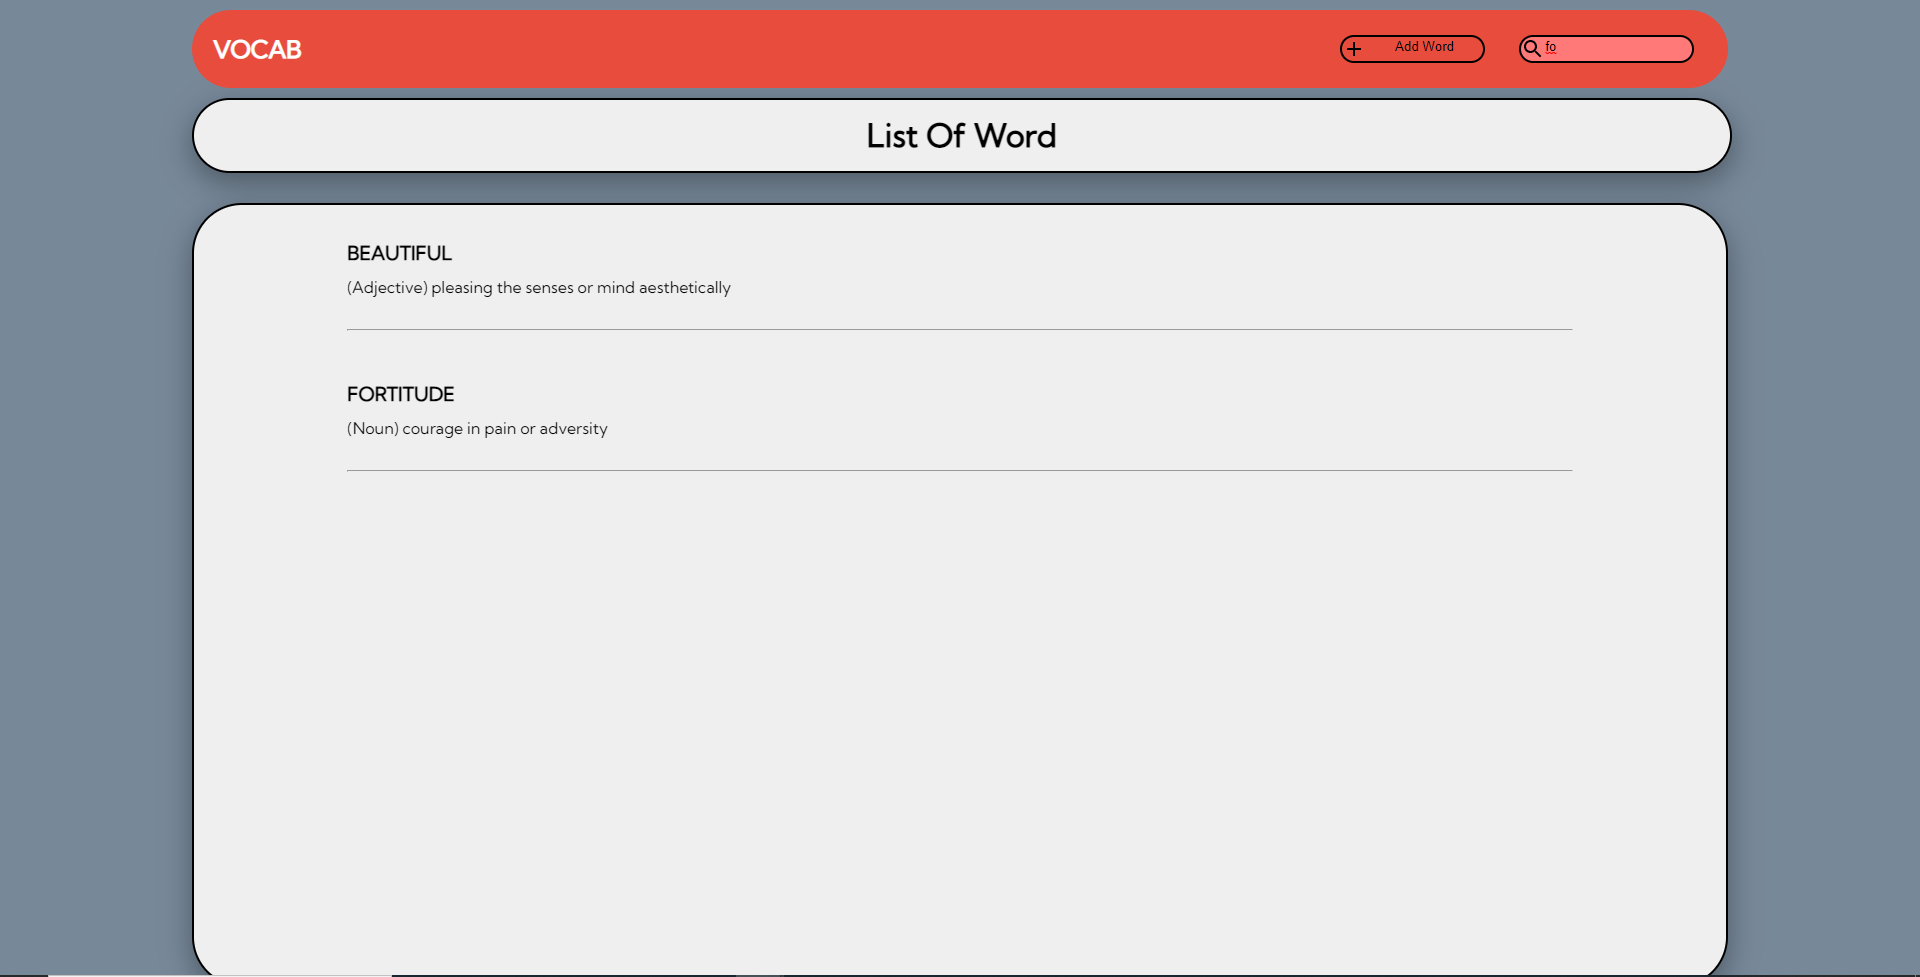 VOCAB
Add Word
fo
List Of Word
BEAUTIFUL
(Adjective) pleasing the senses or mind aesthetically
FORTITUDE
(Noun) courage in pain or adversity